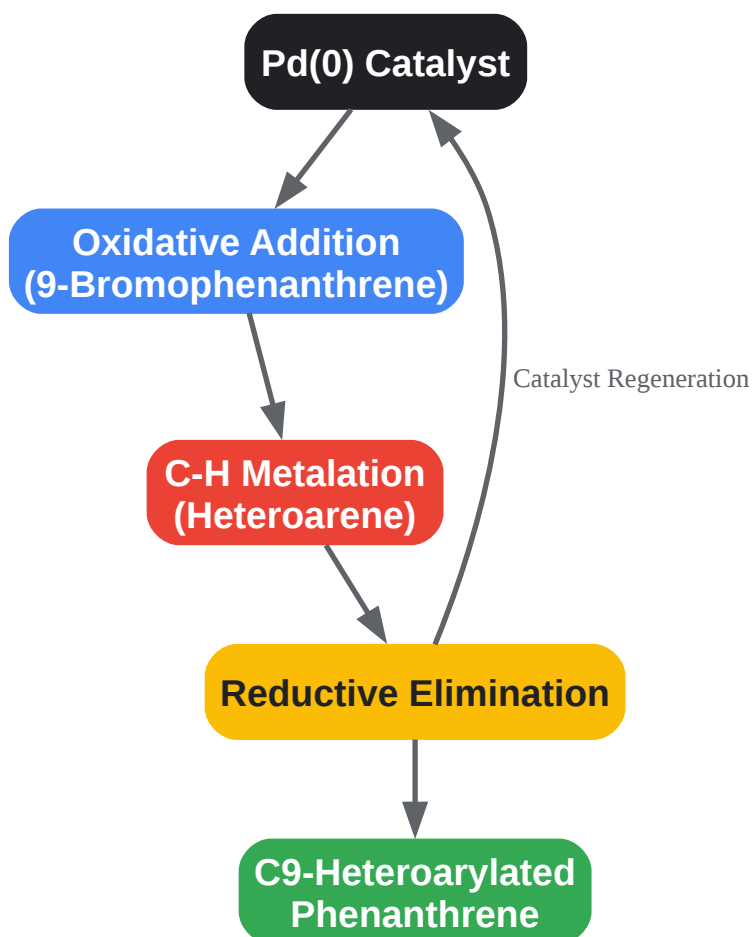 Pd(0) Catalyst
Oxidative Addition
(9-Bromophenanthrene)
Catalyst Regeneration
C-H Metalation
(Heteroarene)
Reductive Elimination
C9-Heteroarylated
Phenanthrene